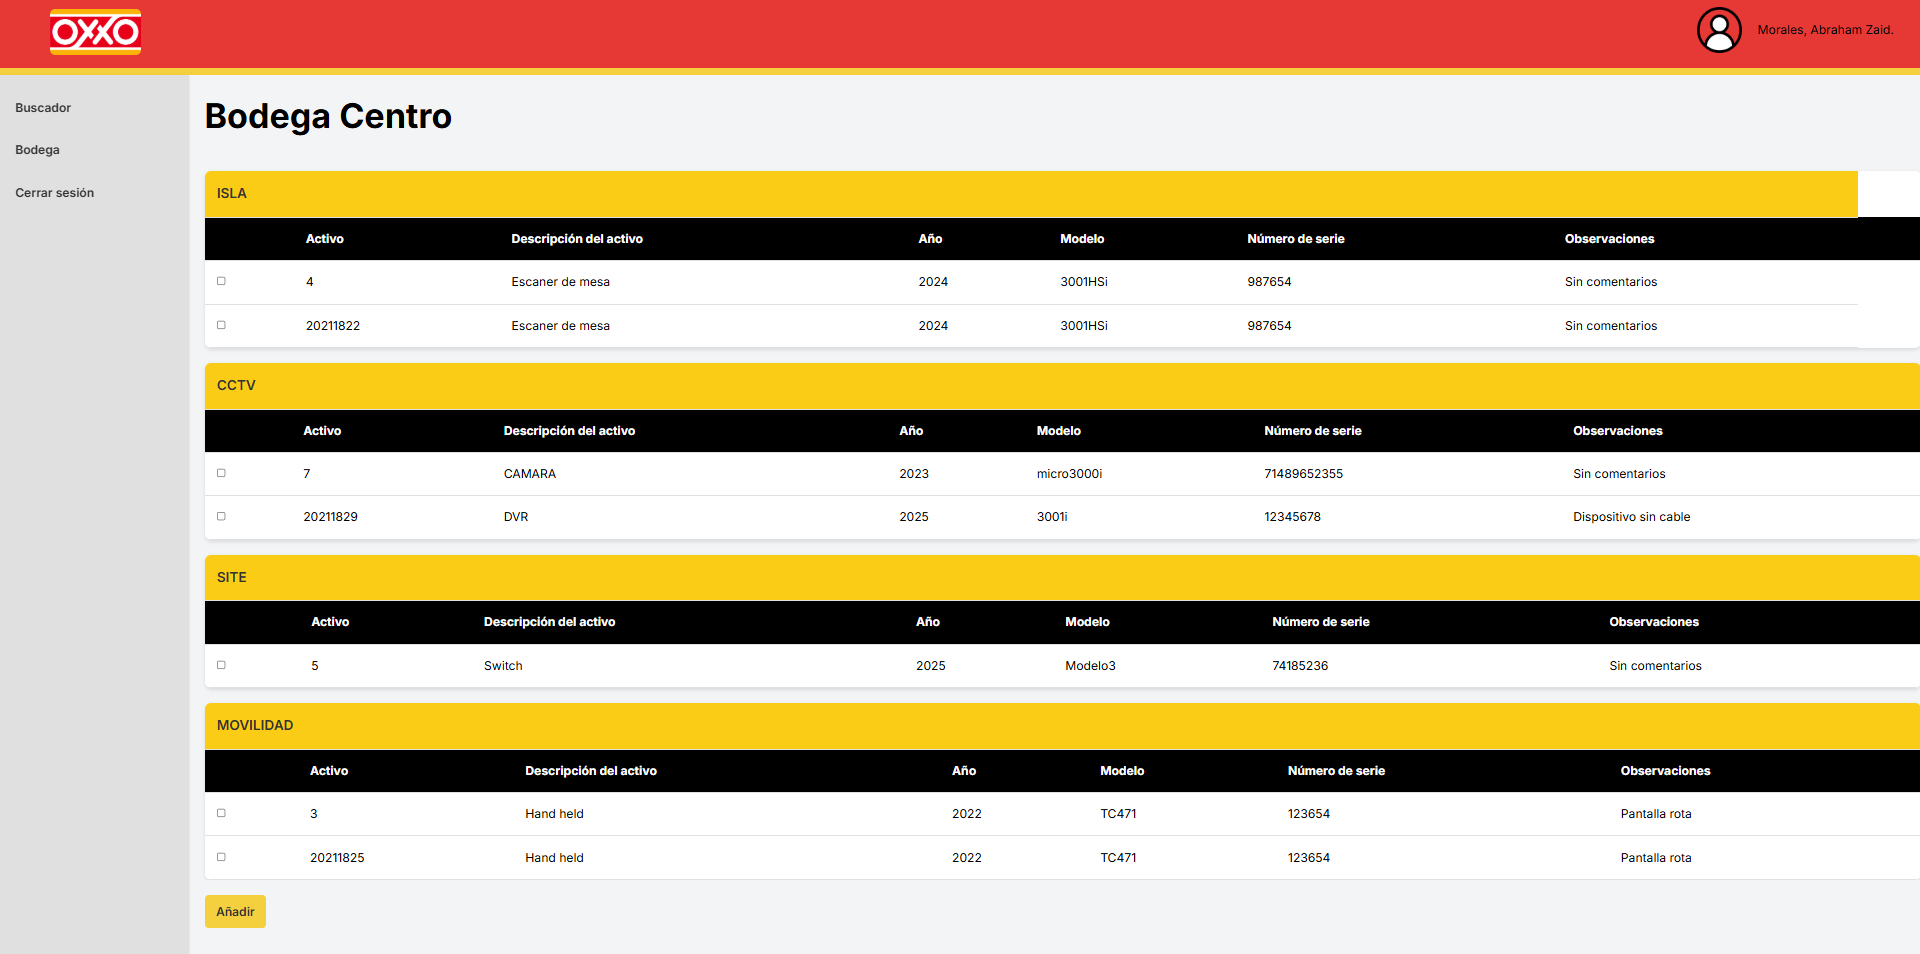 OXXO
Morales, Abraham Zaid.
Buscador
Bodega
Cerrar sesión
Bodega Centro
ISLA
Activo Descripción del activo Año Modelo Número de serie Observaciones
4 Escaner de mesa 2024 3001HSi 987654 Sin comentarios
20211822 Escaner de mesa 2024 3001HSi 987654 Sin comentarios
CCTV
Activo Descripción del activo Año Modelo Número de serie Observaciones
7 CAMARA 2023 micro3000i 71489652355 Sin comentarios
20211829 DVR 2025 3001i 12345678 Dispositivo sin cable
SITE
Activo Descripción del activo Año Modelo Número de serie Observaciones
5 Switch 2025 Modelo3 74185236 Sin comentarios
MOVILIDAD
Activo Descripción del activo Año Modelo Número de serie Observaciones
3 Hand held 2022 TC471 123654 Pantalla rota
20211825 Hand held 2022 TC471 123654 Pantalla rota
Añadir